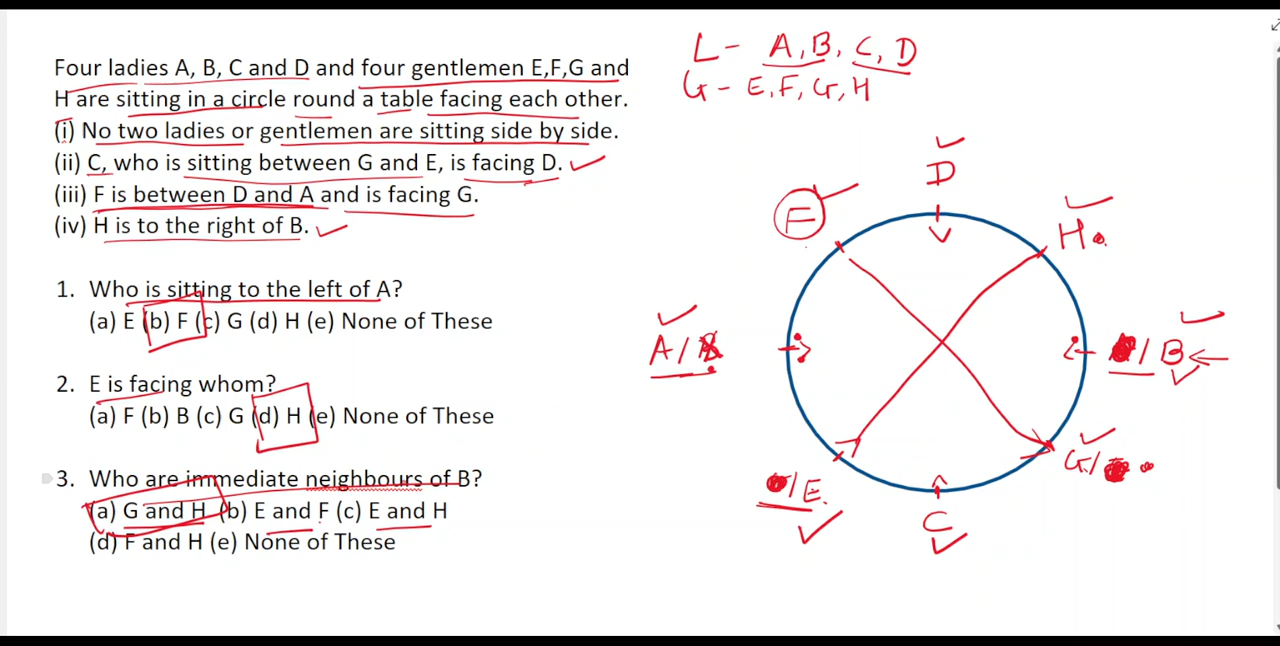 Four ladies A, B, C and D and four gentlemen E,F,G and
H are sitting in a circle round a table facing each other.
(i) No two ladies or gentlemen are sitting side by side.
(ii) C, who is sitting between G and E, is facing D.
(iii) F is between D and A and is facing G.
(iv) H is to the right of B.
1. Who is sitting to the left of A?
(a) E (b) F (c) G (d) H (e) None of These
2. E is facing whom?
(a) F (b) B (c) G (d) H (e) None of These
3. Who are immediate neighbours of B?
(a) G and H (b) E and F (c) E and H
(d) F and H (e) None of These
L - A, B, C, D
G - E, F, G, H
D
F
H
A/
/ B
G/
/E
C